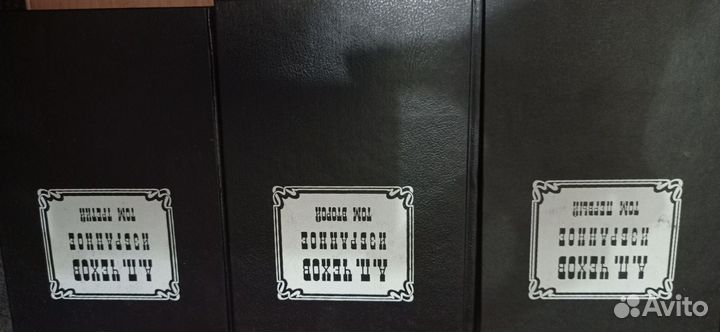 А.П. ЧЕХОВ
ИЗБРАННОЕ
ТОМ ТРЕТИЙ
А.П. ЧЕХОВ
ИЗБРАННОЕ
ТОМ ВТОРОЙ
А.П. ЧЕХОВ
ИЗБРАННОЕ
ТОМ ПЕРВЫЙ
Avito